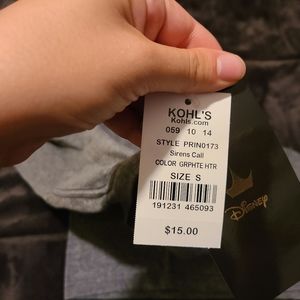 KOHL'S
Kohls.com
059 10 14
STYLE PRIN0173
Sirens Call
COLOR GRPHTE HTR
SIZE S
191231 465093
$15.00
Disney